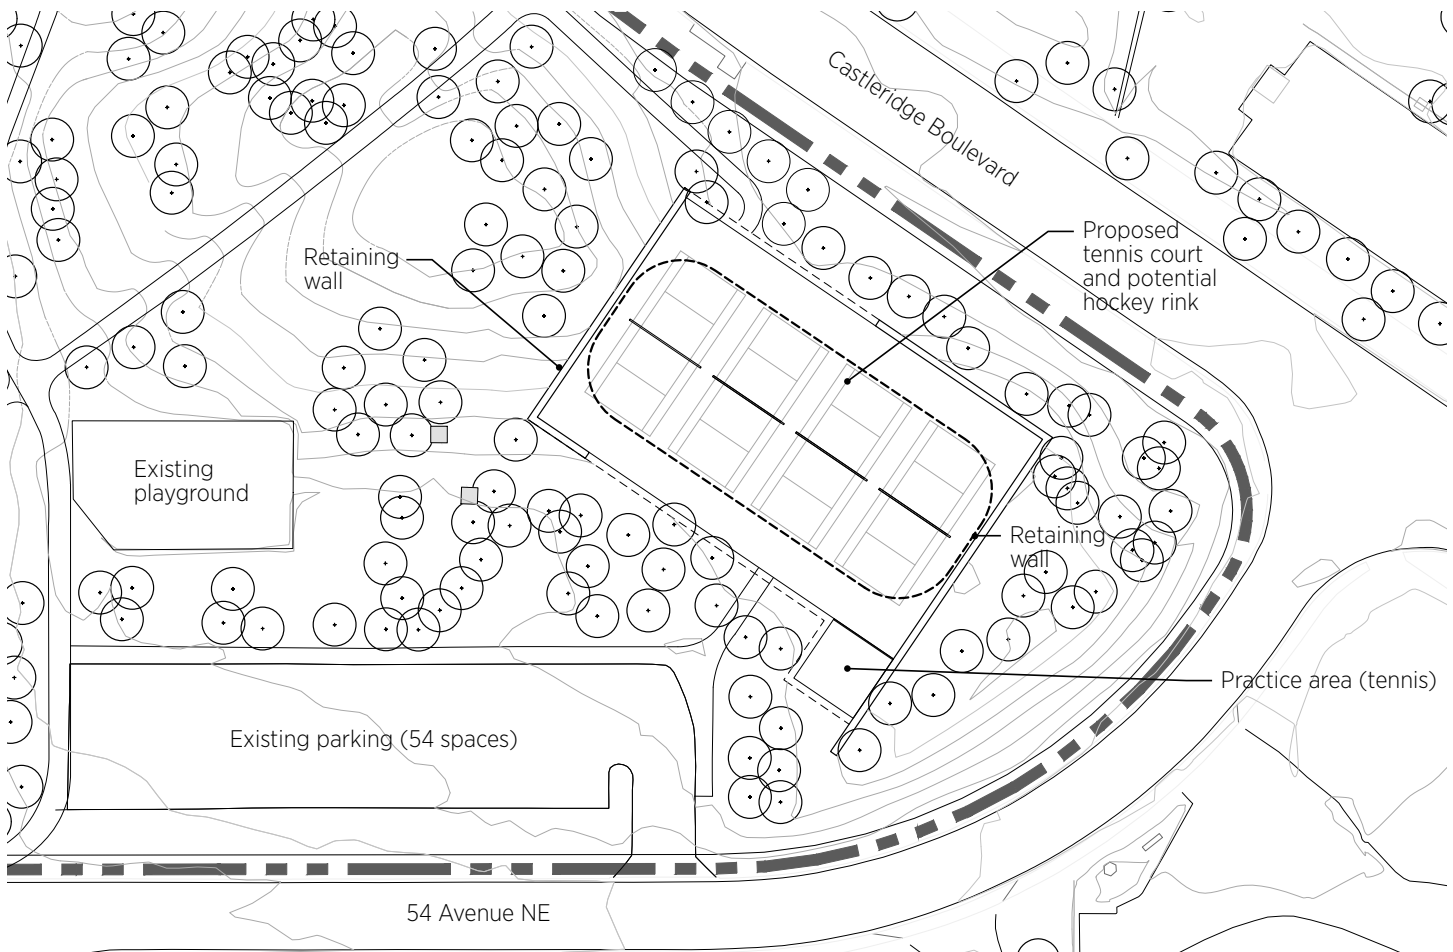 Castleridge Boulevard
Proposed
tennis court
and potential
hockey rink
Retaining
wall
Existing
playground
Retaining
wall
Practice area (tennis)
Existing parking (54 spaces)
54 Avenue NE